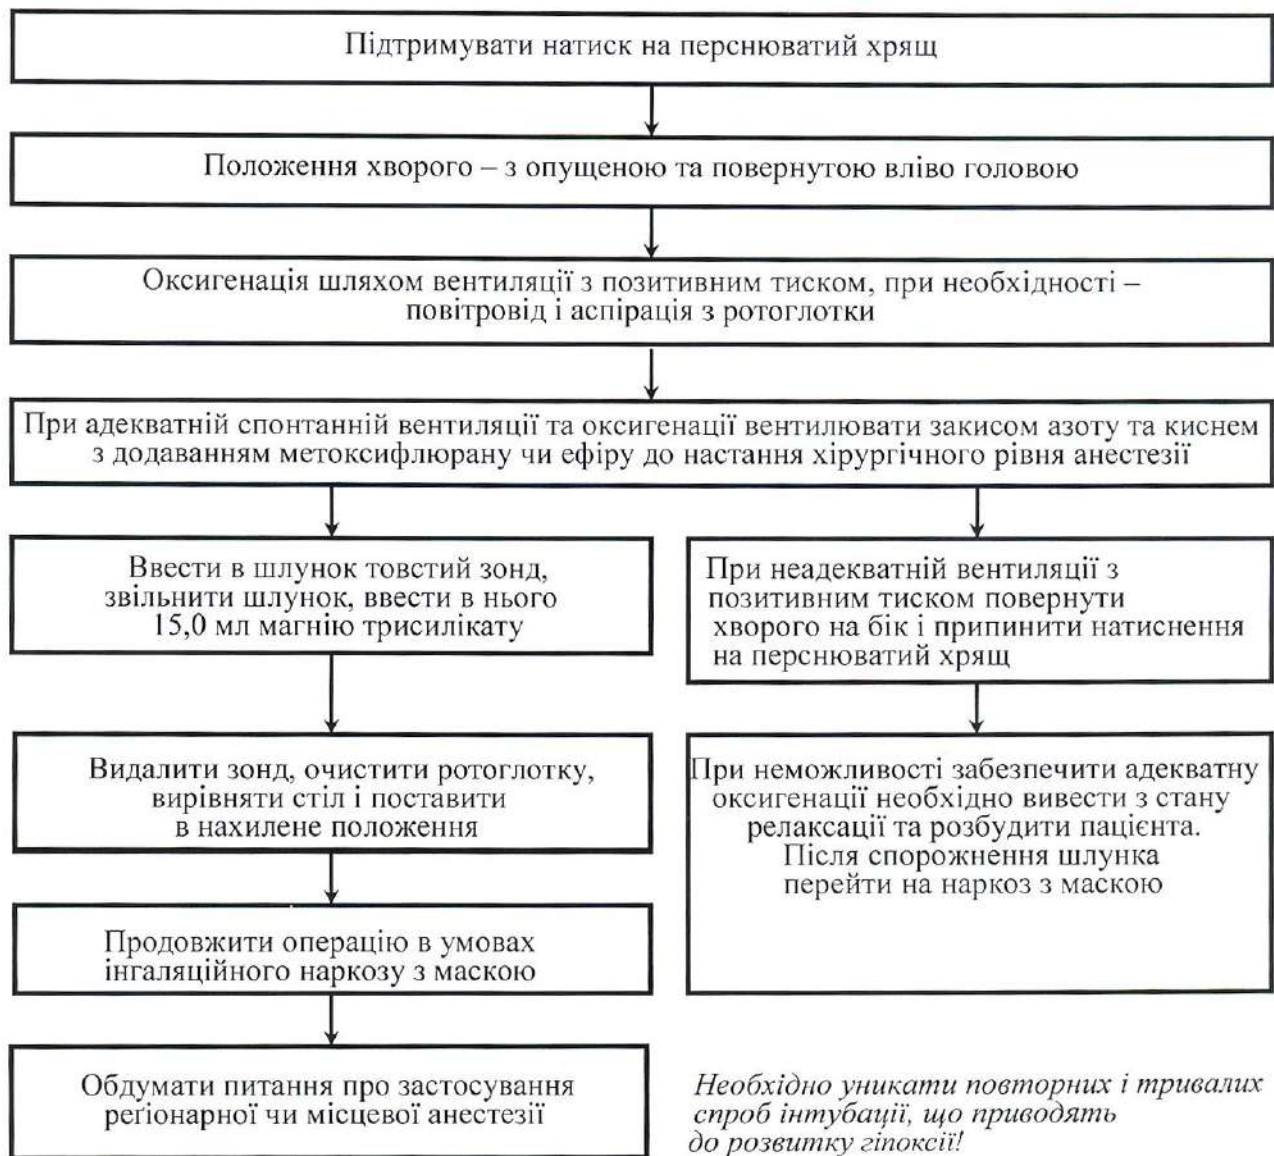 Підтримувати натиск на перснюватий хрящ
Положення хворого – з опущеною та повернутою вліво головою
Оксигенація шляхом вентиляції з позитивним тиском, при необхідності –
повітровід і аспірація з ротоглотки
При адекватній спонтанній вентиляції та оксигенації вентилювати закисом азоту та киснем
з додаванням метоксифлюрану чи ефіру до настання хірургічного рівня анестезії
Ввести в шлунок товстий зонд,
звільнити шлунок, ввести в нього
15,0 мл магнію трисилікату
Видалити зонд, очистити ротоглотку,
вирівняти стіл і поставити
в нахилене положення
Продовжити операцію в умовах
інгаляційного наркозу з маскою
Обдумати питання про застосування
реґіонарної чи місцевої анестезії
При неадекватній вентиляції з
позитивним тиском повернути
хворого на бік і припинити натиснення
на перснюватий хрящ
При неможливості забезпечити адекватну
оксигенації необхідно вивести з стану
релаксації та розбудити пацієнта.
Після спорожнення шлунка
перейти на наркоз з маскою
Необхідно уникати повторних і тривалих
спроб інтубації, що приводять
до розвитку гіпоксії!